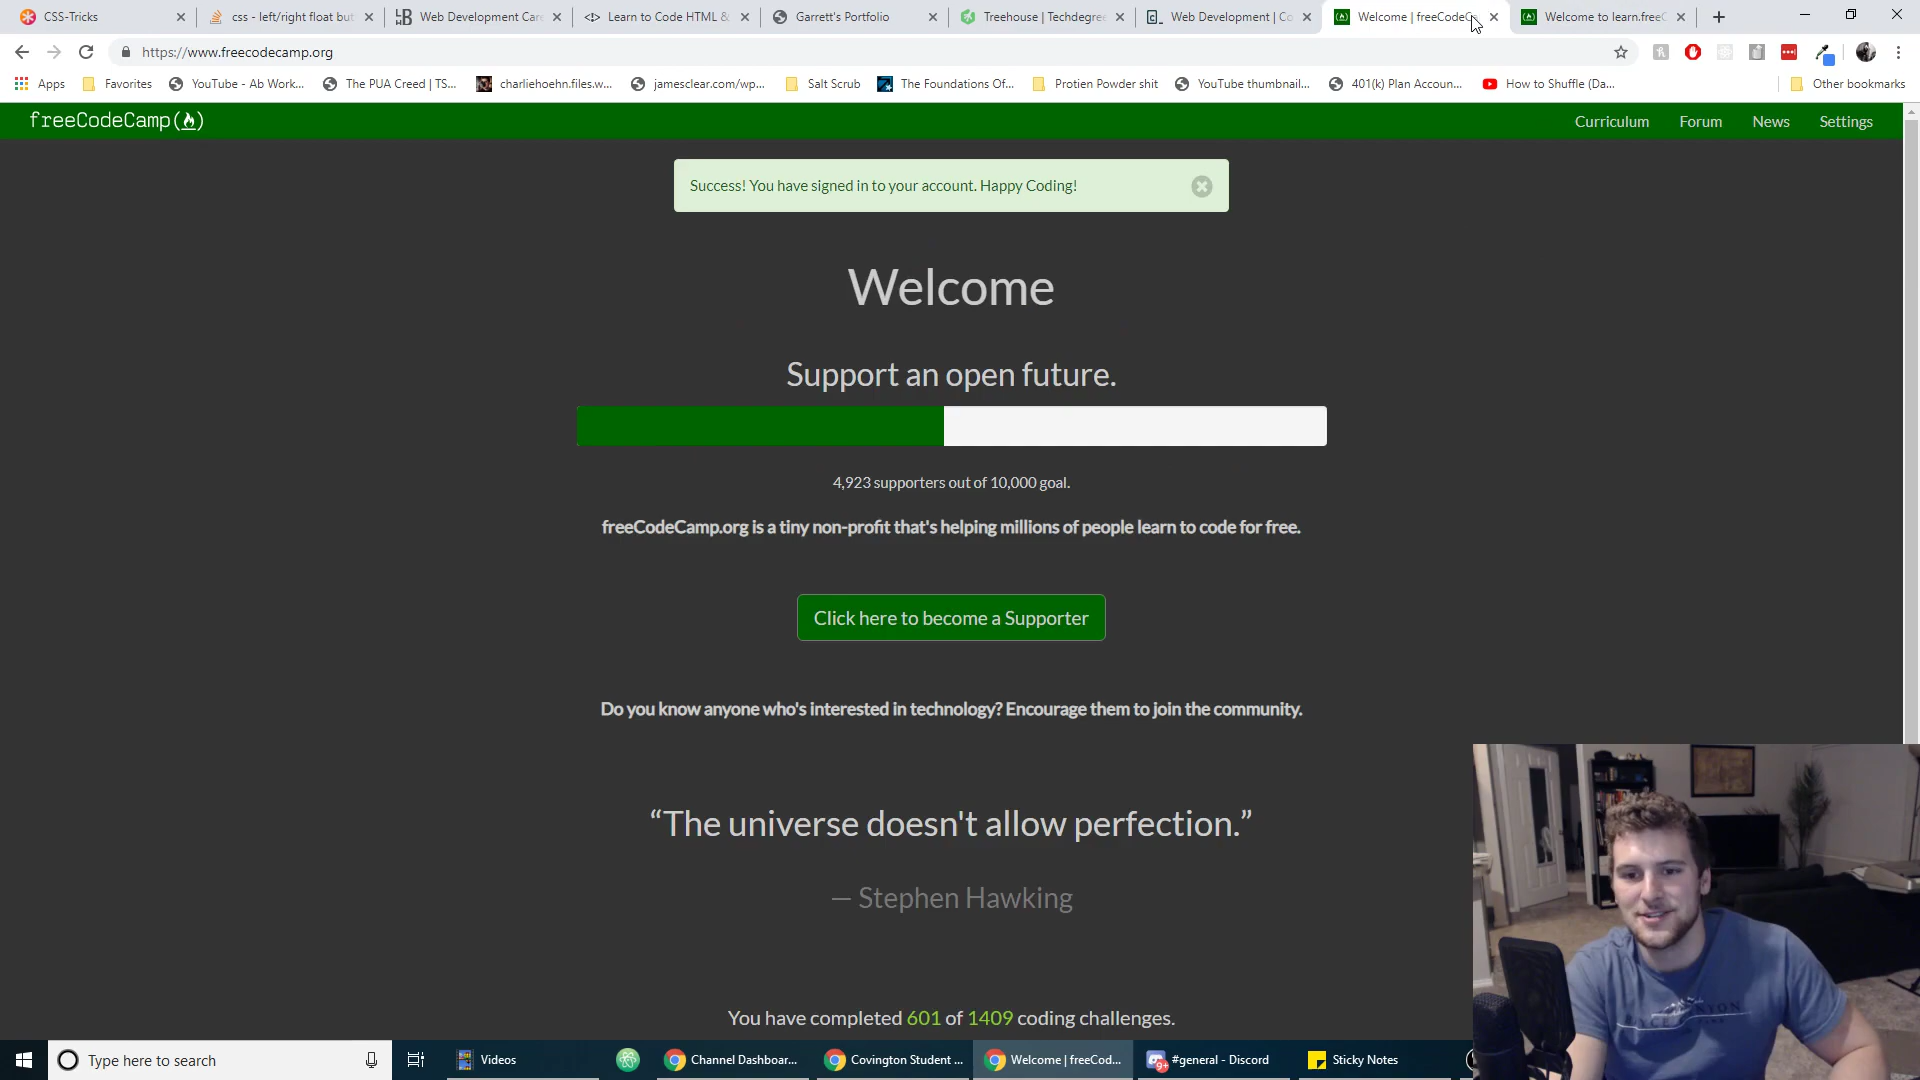 CSS-Tricks
css - left/right float but
Web Development Car
Learn to Code HTML &
Garrett's Portfolio
Treehouse | Techdegree
Web Development | Co
Welcome | freeCodeC
Welcome to learn.freeC
https://www.freecodecamp.org
Apps
Favorites
YouTube - Ab Work...
The PUA Creed | TS...
charliehoehn.files.w...
jamesclear.com/wp...
Salt Scrub
The Foundations Of...
Protien Powder shit
YouTube thumbnail...
401(k) Plan Accoun...
How to Shuffle (Da...
Other bookmarks
freeCodeCamp
Curriculum
Forum
News
Settings
Success! You have signed in to your account. Happy Coding!
Welcome
Support an open future.
4,923 supporters out of 10,000 goal.
freeCodeCamp.org is a tiny non-profit that's helping millions of people learn to code for free.
Click here to become a Supporter
Do you know anyone who's interested in technology? Encourage them to join the community.
“The universe doesn't allow perfection.”
— Stephen Hawking
You have completed 601 of 1409 coding challenges.
Type here to search
Videos
Channel Dashboar...
Covington Student ...
Welcome | freeCod...
9+
#general - Discord
Sticky Notes